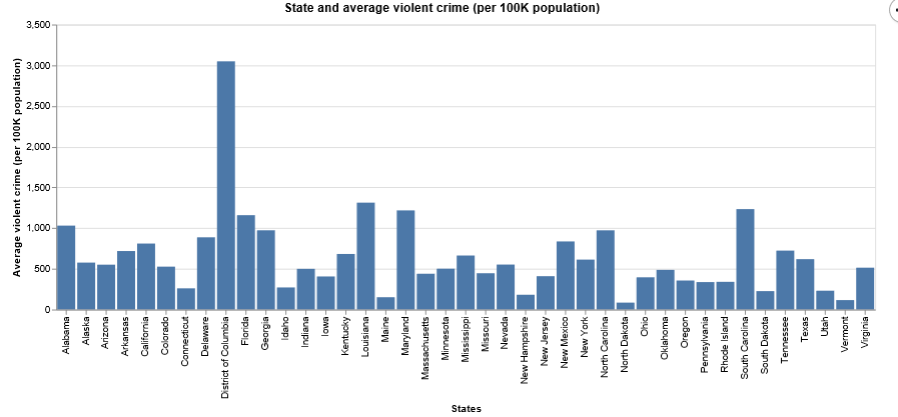 State and average violent crime (per 100K population)
Average violent crime (per 100K population)
3,500
3,000
2,500
2,000
1,500
1,000
500
0
Alabama
Alaska
Arizona
Arkansas
California
Colorado
Connecticut
Delaware
District of Columbia
Florida
Georgia
Idaho
Indiana
Iowa
Kentucky
Louisiana
Maine
Maryland
Massachusetts
Minnesota
Mississippi
Missouri
Nevada
New Hampshire
New Jersey
New Mexico
New York
North Carolina
North Dakota
Ohio
Oklahoma
Oregon
Pennsylvania
Rhode Island
South Carolina
South Dakota
Tennessee
Texas
Utah
Vermont
Virginia
States